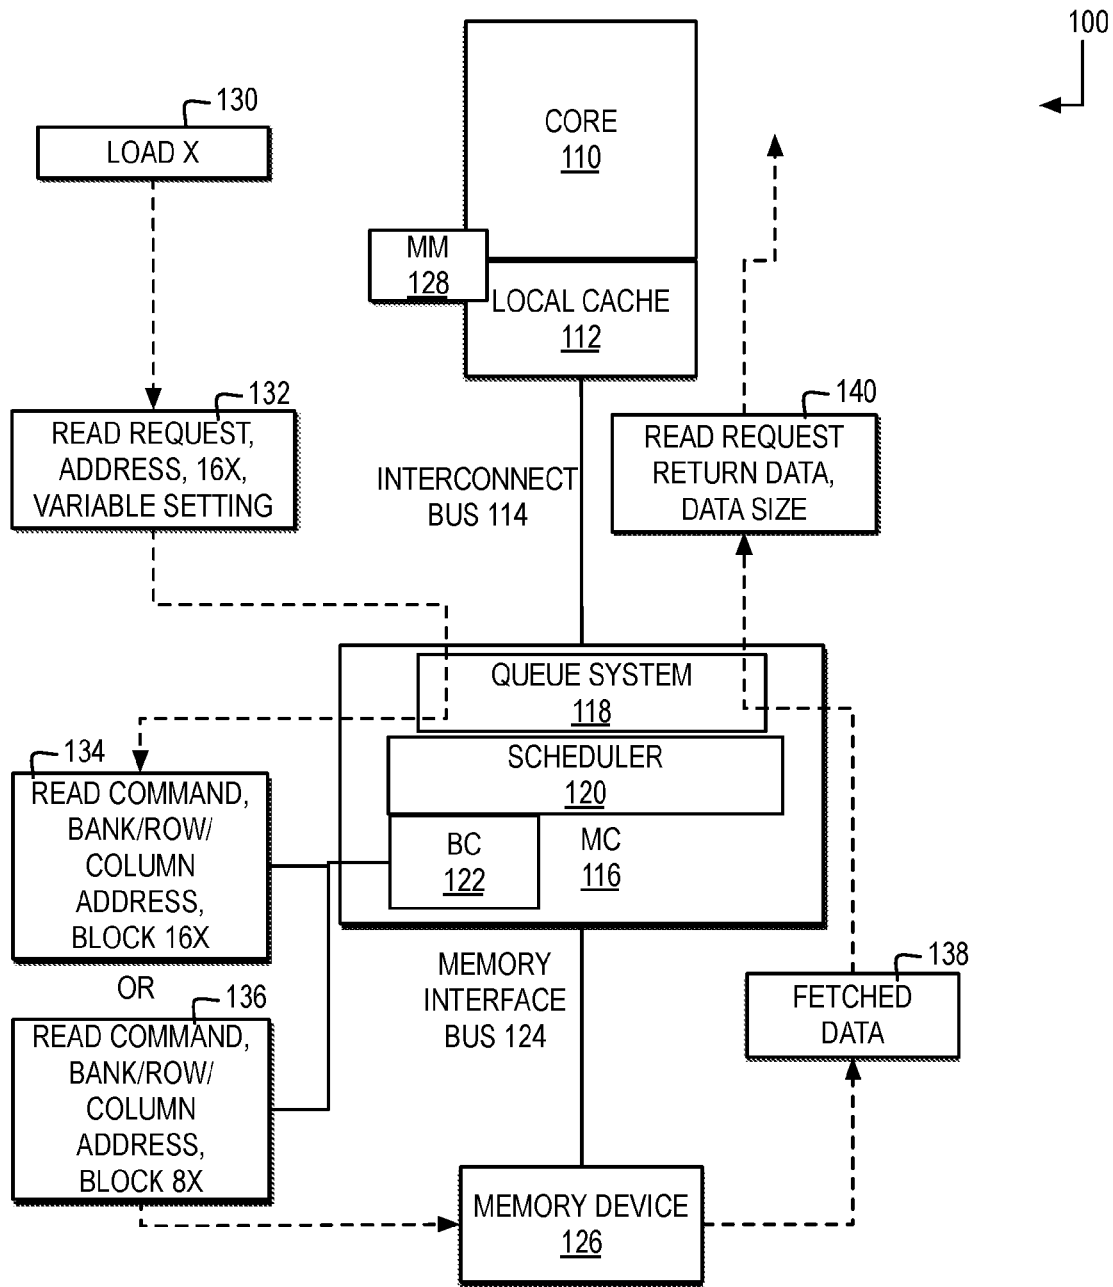 100
CORE
110
130
LOAD X
MM
128
LOCAL CACHE
112
132
READ REQUEST,
ADDRESS, 16X,
VARIABLE SETTING
INTERCONNECT
BUS 114
140
READ REQUEST
RETURN DATA,
DATA SIZE
QUEUE SYSTEM
118
SCHEDULER
120
BC
122
MC
116
134
READ COMMAND,
BANK/ROW/
COLUMN
ADDRESS,
BLOCK 16X
OR
136
READ COMMAND,
BANK/ROW/
COLUMN
ADDRESS,
BLOCK 8X
MEMORY
INTERFACE
BUS 124
138
FETCHED
DATA
MEMORY DEVICE
126